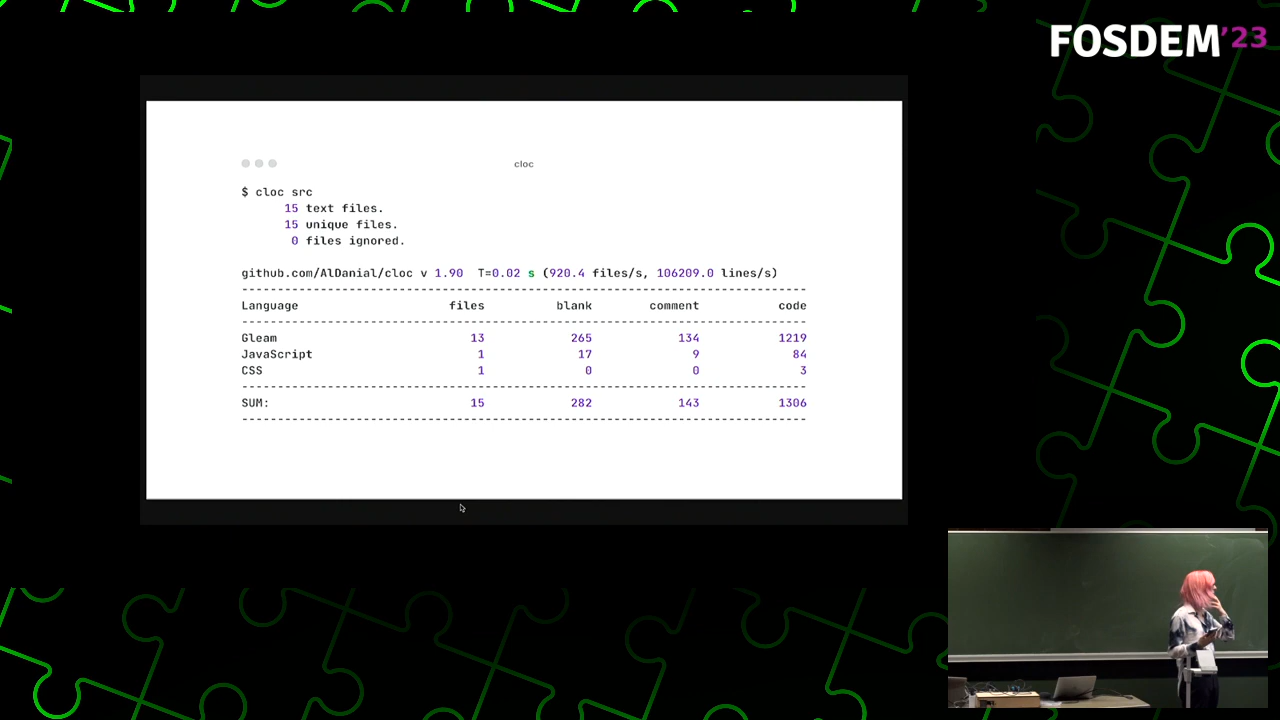 FOSDEM'23
cloc
$ cloc src
15 text files.
15 unique files.
0 files ignored.
github.com/AlDanial/cloc v 1.90 T=0.02 s (920.4 files/s, 106209.0 lines/s)
-------------------------------------------------------------------------------
Language files blank comment code
-------------------------------------------------------------------------------
Gleam 13 265 134 1219
JavaScript 1 17 9 84
CSS 1 0 0 3
-------------------------------------------------------------------------------
SUM: 15 282 143 1306
-------------------------------------------------------------------------------